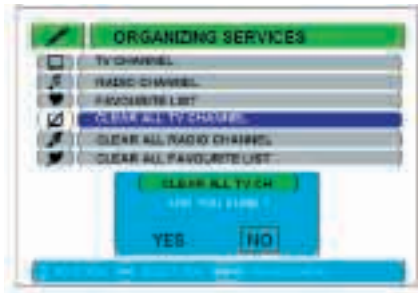 ORGANIZING SERVICES
TV CHANNEL
RADIO CHANNEL
FAVOURITE LIST
CLEAR ALL TV CHANNEL
CLEAR ALL RADIO CHANNEL
CLEAR ALL FAVOURITE LIST
CLEAR ALL TV CH
ARE YOU SURE ?
YES NO